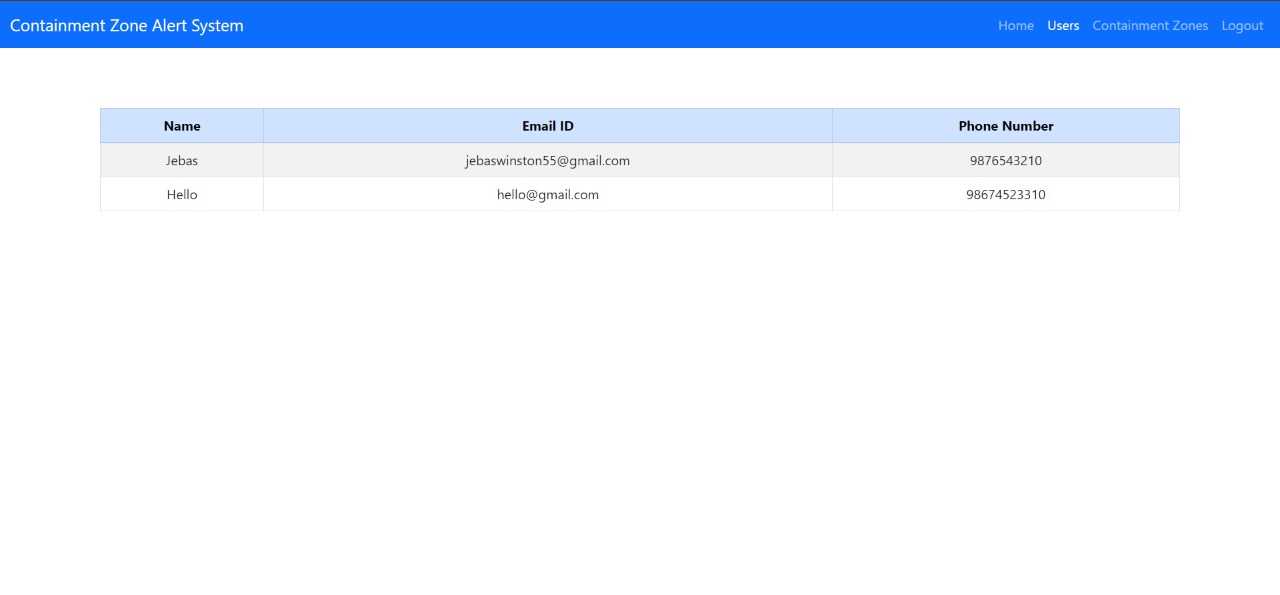 Containment Zone Alert System Home Users Containment Zones Logout
Name Email ID Phone Number
Jebas jebaswinston55@gmail.com 9876543210
Hello hello@gmail.com 98674523310